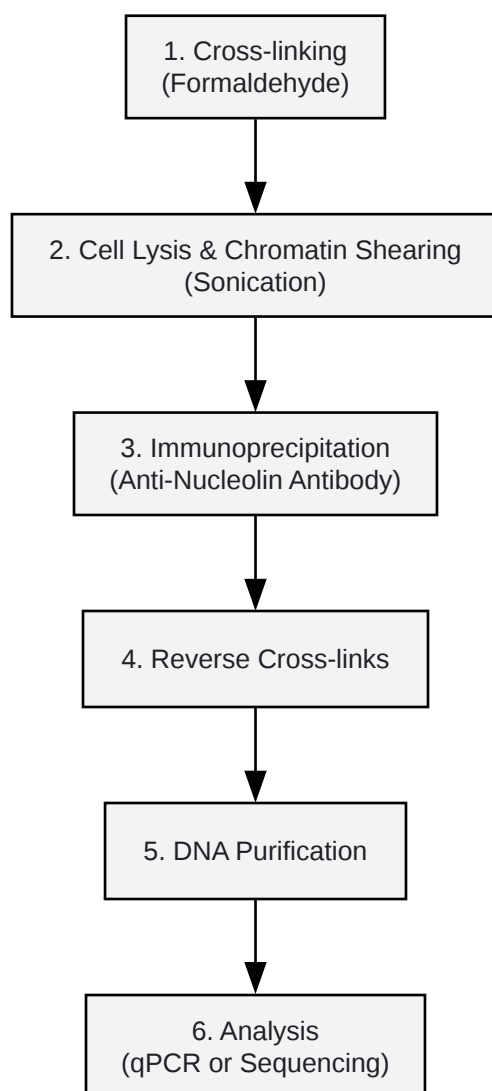 1. Cross-linking
(Formaldehyde)
2. Cell Lysis & Chromatin Shearing
(Sonication)
3. Immunoprecipitation
(Anti-Nucleolin Antibody)
4. Reverse Cross-links
5. DNA Purification
6. Analysis
(qPCR or Sequencing)